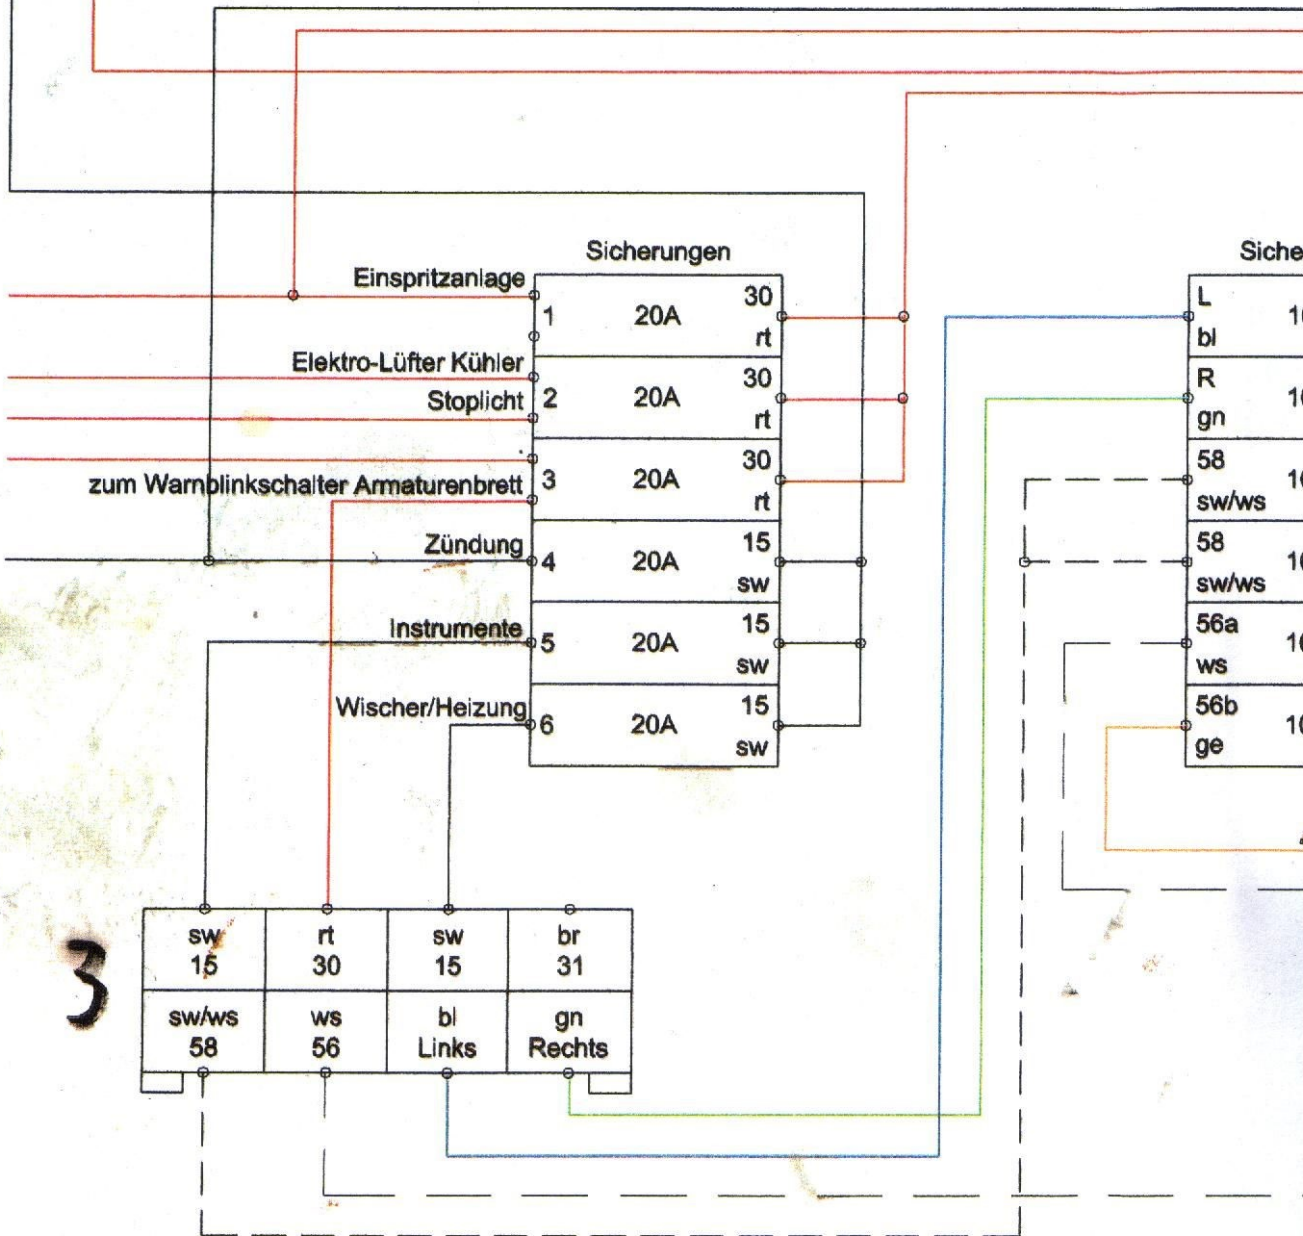 Sicherungen
Einspritzanlage
1 20A 30
rt
Elektro-Lüfter Kühler
Stoplicht
2 20A 30
rt
zum Warnblinkschalter Armaturenbrett
3 20A 30
rt
Zündung
4 20A 15
sw
Instrumente
5 20A 15
sw
Wischer/Heizung
6 20A 15
sw
Siche
L
bl
R
gn
58
sw/ws
58
sw/ws
56a
ws
56b
ge
3
sw rt sw br
15 30 15 31
sw/ws ws bl gn
58 56 Links Rechts